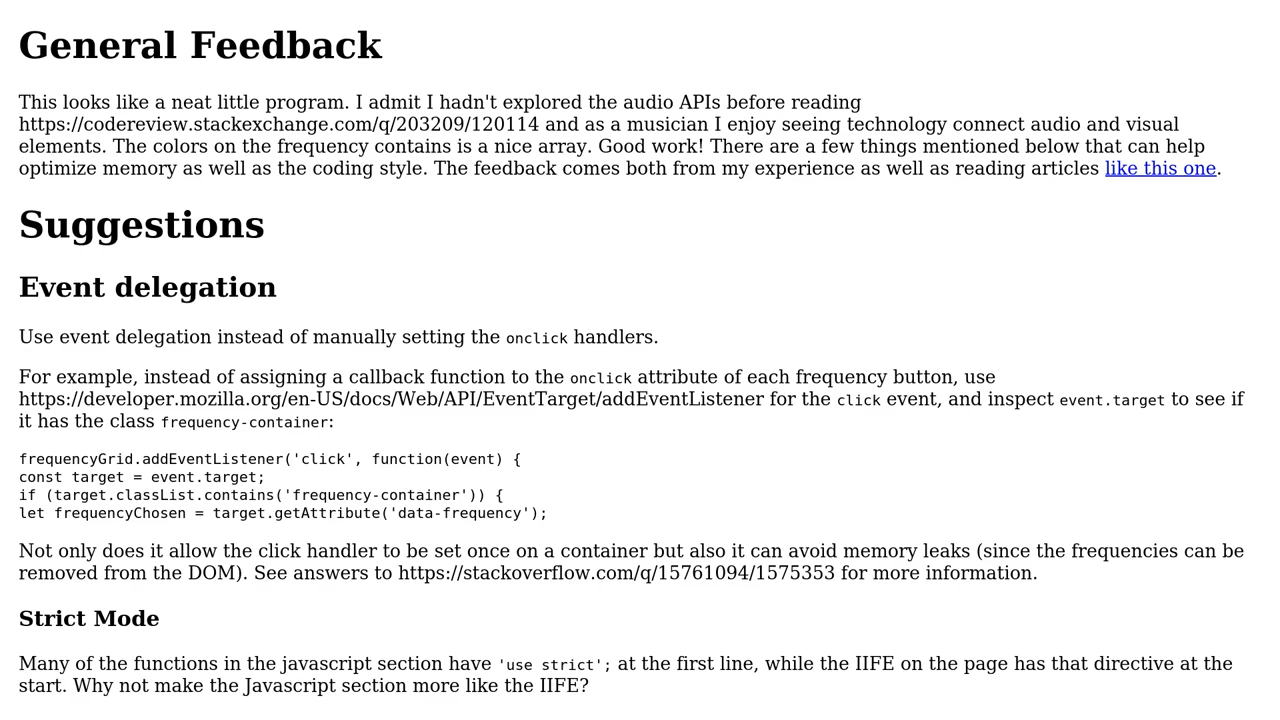 General Feedback
This looks like a neat little program. I admit I hadn't explored the audio APIs before reading
https://codereview.stackexchange.com/q/203209/120114 and as a musician I enjoy seeing technology connect audio and visual
elements. The colors on the frequency contains is a nice array. Good work! There are a few things mentioned below that can help
optimize memory as well as the coding style. The feedback comes both from my experience as well as reading articles like this one.
Suggestions
Event delegation
Use event delegation instead of manually setting the onclick handlers.
For example, instead of assigning a callback function to the onclick attribute of each frequency button, use
https://developer.mozilla.org/en-US/docs/Web/API/EventTarget/addEventListener for the click event, and inspect event.target to see if
it has the class frequency-container:
frequencyGrid.addEventListener('click', function(event) {
const target = event.target;
if (target.classList.contains('frequency-container')) {
let frequencyChosen = target.getAttribute('data-frequency');
Not only does it allow the click handler to be set once on a container but also it can avoid memory leaks (since the frequencies can be
removed from the DOM). See answers to https://stackoverflow.com/q/15761094/1575353 for more information.
Strict Mode
Many of the functions in the javascript section have 'use strict'; at the first line, while the IIFE on the page has that directive at the
start. Why not make the Javascript section more like the IIFE?